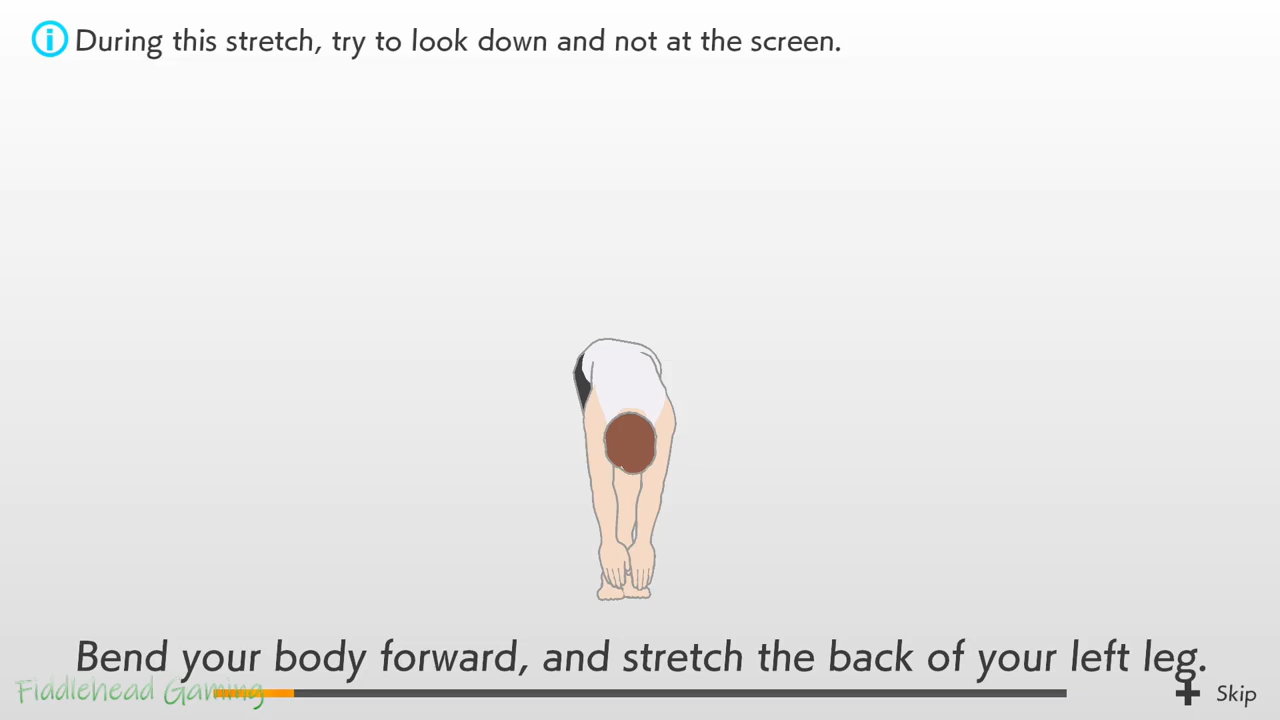 During this stretch, try to look down and not at the screen.
Bend your body forward, and stretch the back of your left leg.
Fiddlehead Gaming
Skip